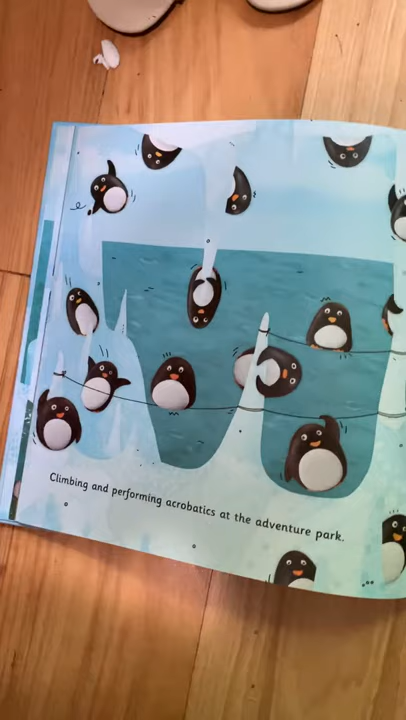 Climbing and performing acrobatics at the adventure park.